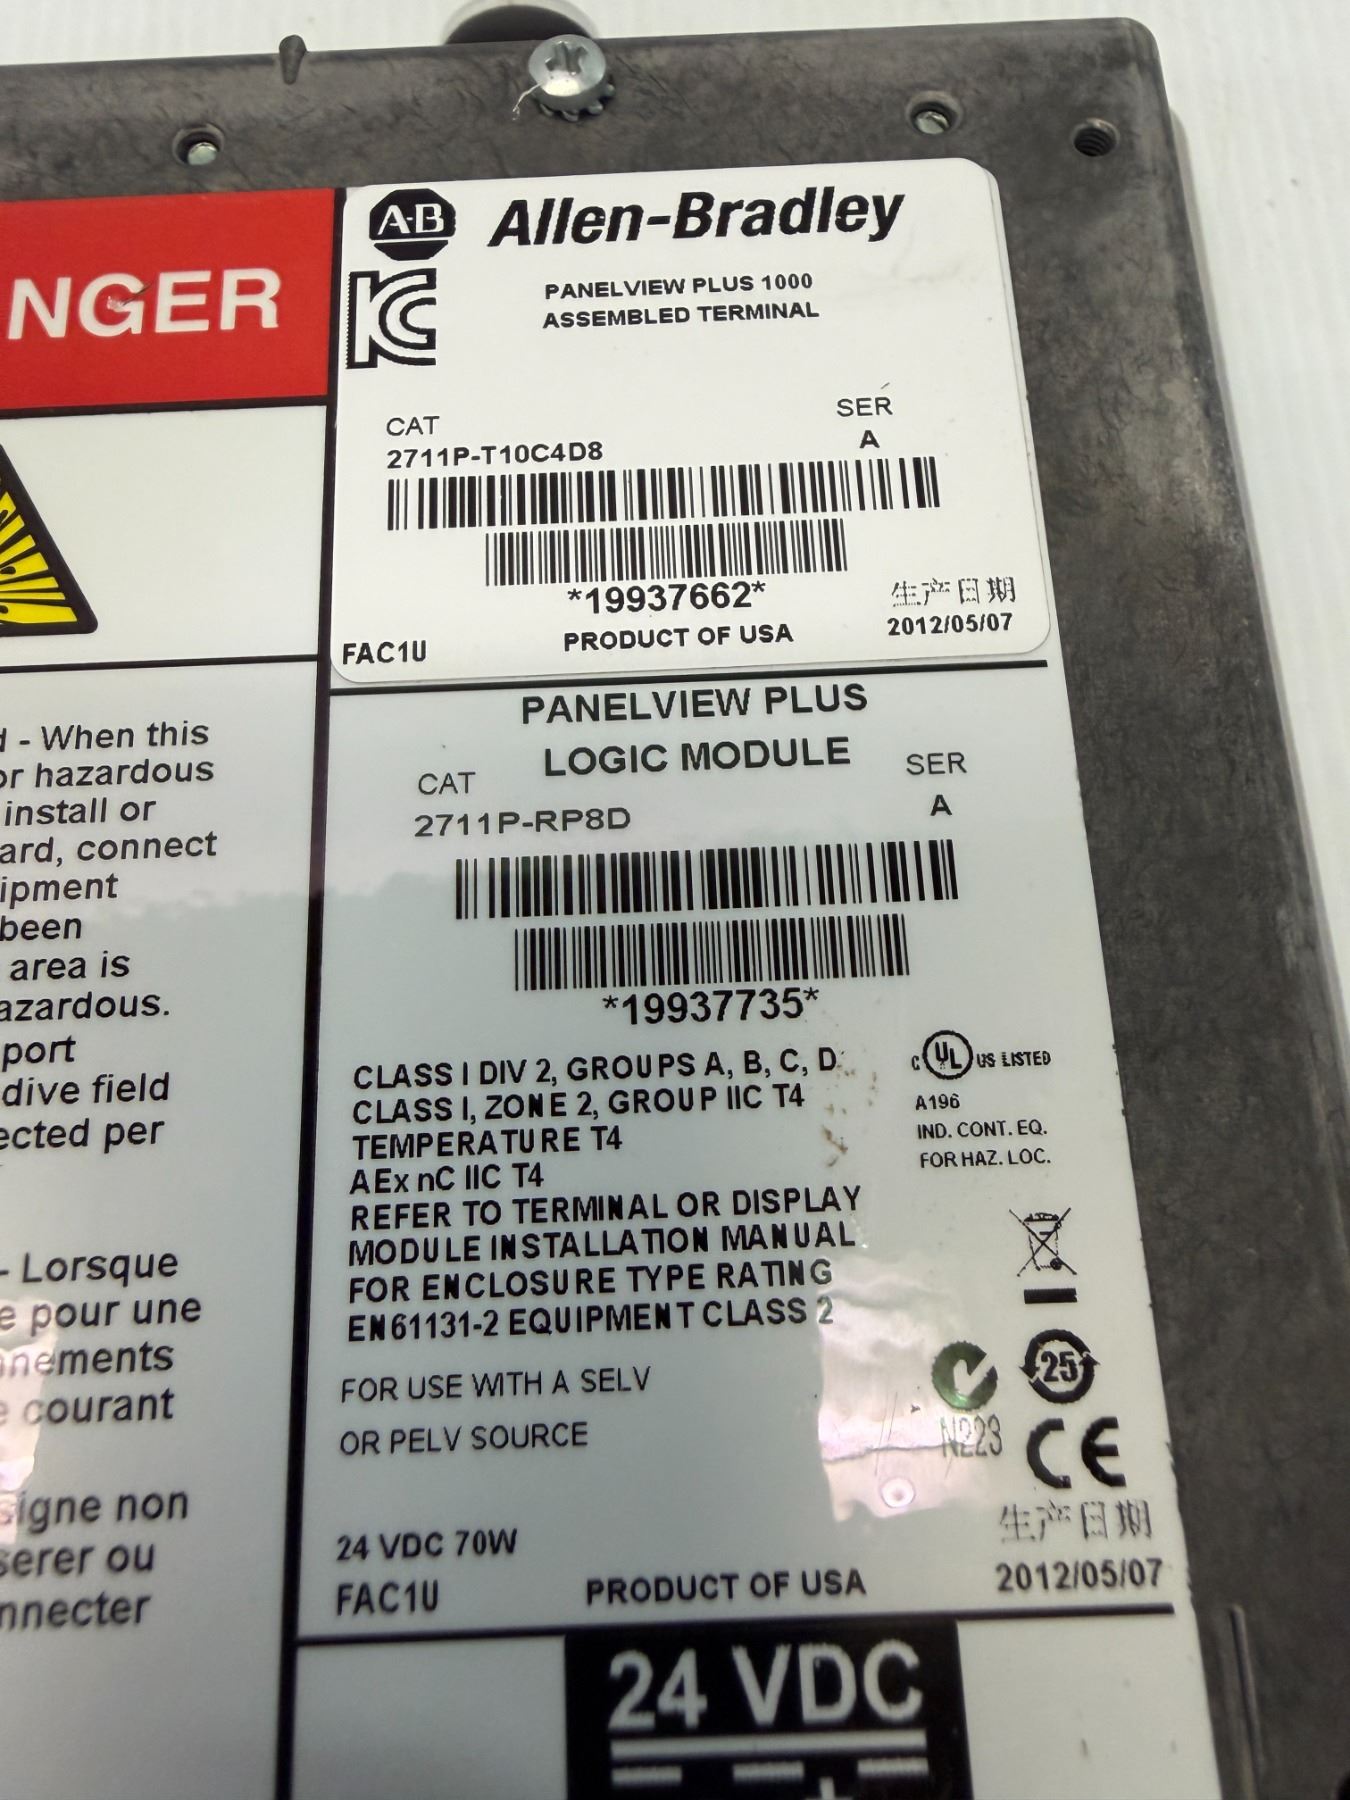 NGER
d - When this
or hazardous
install or
ard, connect
ipment
been
area is
azardous.
port
dive field
ected per
- Lorsque
e pour une
nnements
e courant
signe non
serer ou
nnecter
A-B Allen-Bradley
KC
PANELVIEW PLUS 1000
ASSEMBLED TERMINAL
CAT SER
2711P-T10C4D8 A
*19937662*
生产日期
FAC1U PRODUCT OF USA 2012/05/07
PANELVIEW PLUS
LOGIC MODULE
CAT SER
2711P-RP8D A
*19937735*
CLASS I DIV 2, GROUPS A, B, C, D
CLASS I, ZONE 2, GROUP IIC T4
TEMPERATURE T4
AEx nC IIC T4
REFER TO TERMINAL OR DISPLAY
MODULE INSTALLATION MANUAL
FOR ENCLOSURE TYPE RATING
EN61131-2 EQUIPMENT CLASS 2
C UL US LISTED
A196
IND. CONT. EQ.
FOR HAZ. LOC.
25
N223 CE
FOR USE WITH A SELV
OR PELV SOURCE
生产日期
24 VDC 70W
FAC1U PRODUCT OF USA 2012/05/07
24 VDC
+